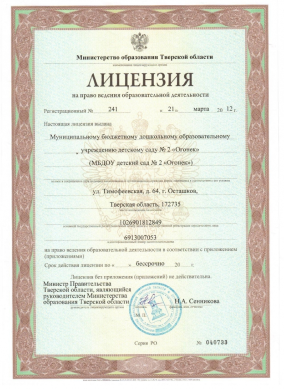 Министерство образования Тверской области
ЛИЦЕНЗИЯ
на право ведения образовательной деятельности
Регистрационный № 241 « 21 » марта 20 12 г.
Настоящая лицензия выдана
Муниципальному бюджетному дошкольному образовательному
учреждению детскому саду № 2 «Огонек»
(МБДОУ детский сад № 2 «Огонек»)
ул. Тимофеевская, д. 64, г. Осташков,
Тверская область, 172735
1026901812849
6913007053
на право ведения образовательной деятельности в соответствии с приложением
(приложениями)
Срок действия лицензии по « бессрочно 20
Лицензия без приложения (приложений) не действительна.
Министр Правительства
Тверской области, являющийся
руководителем Министерства
образования Тверской области
Н.А. Сенникова
М.П.
Серия РО № 040733